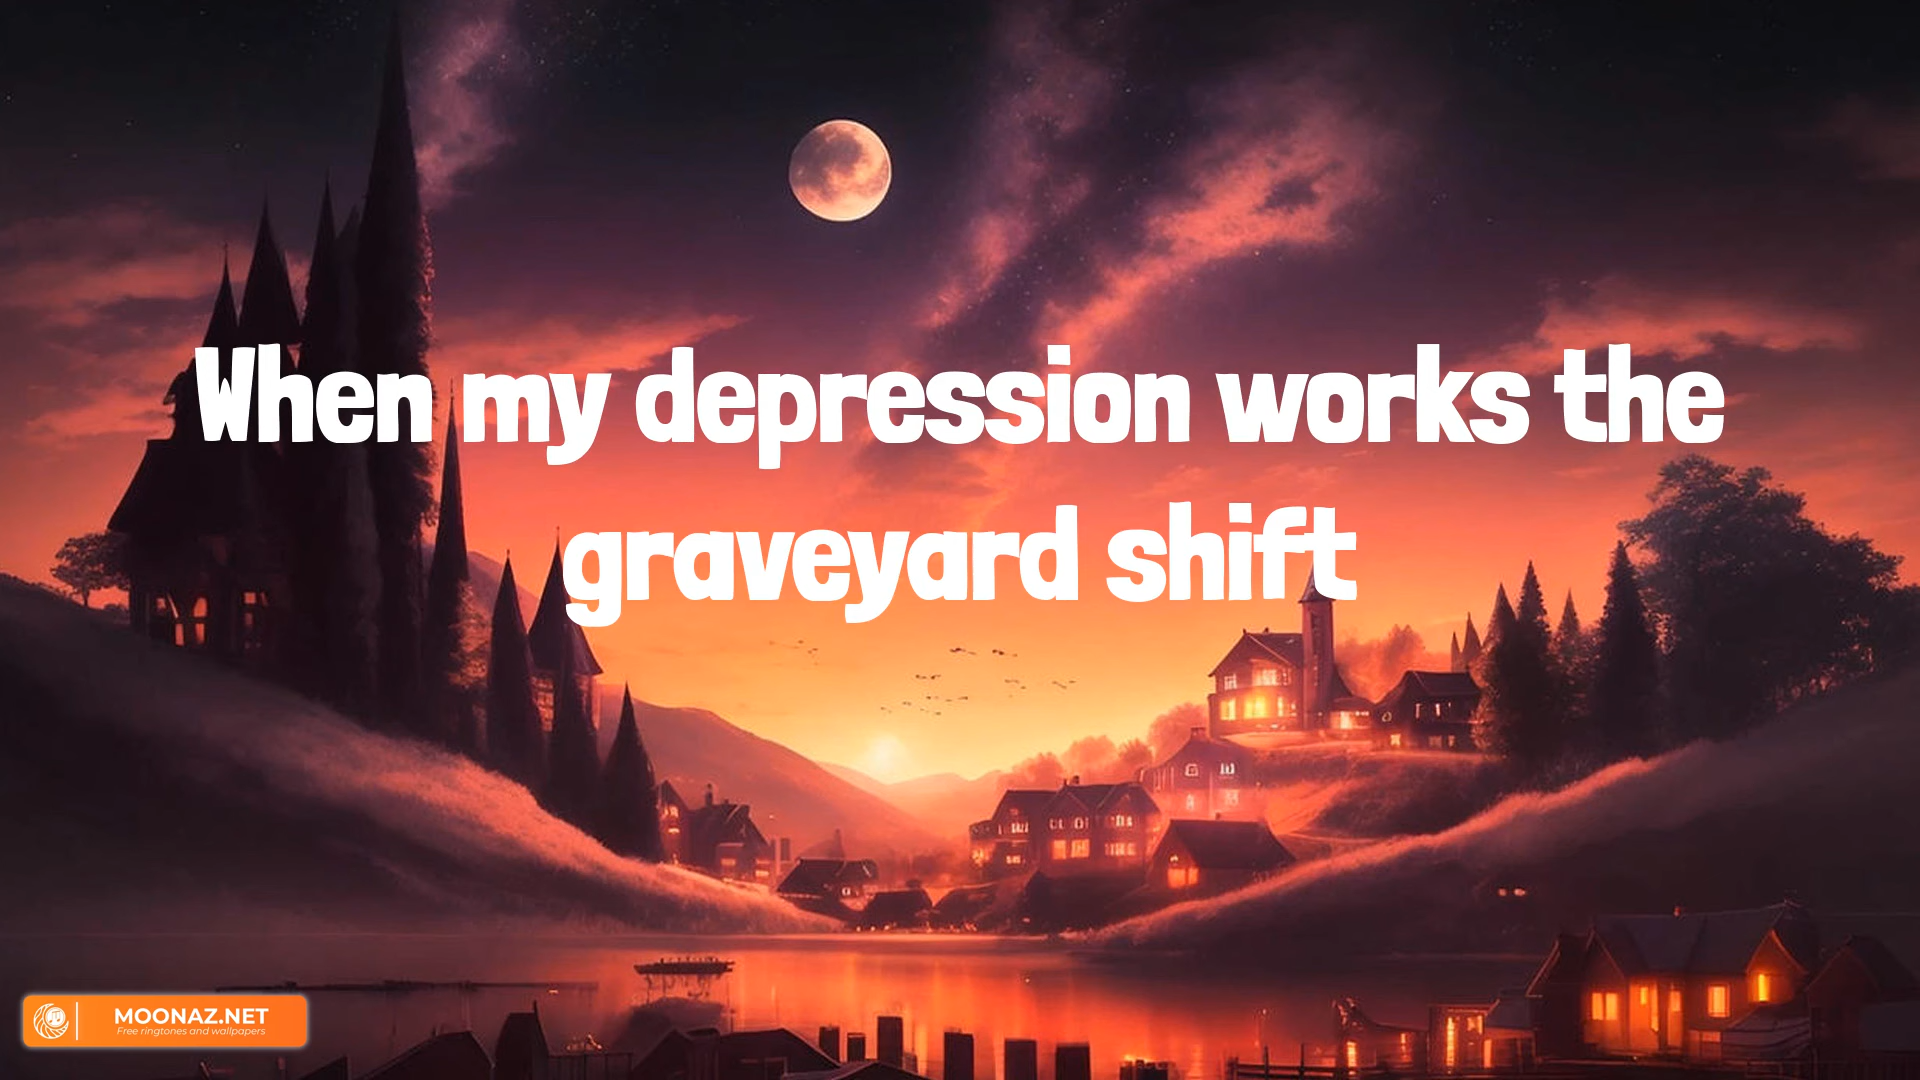 When my depression works the
graveyard shift
MOONAZ.NET
Free ringtones and wallpapers